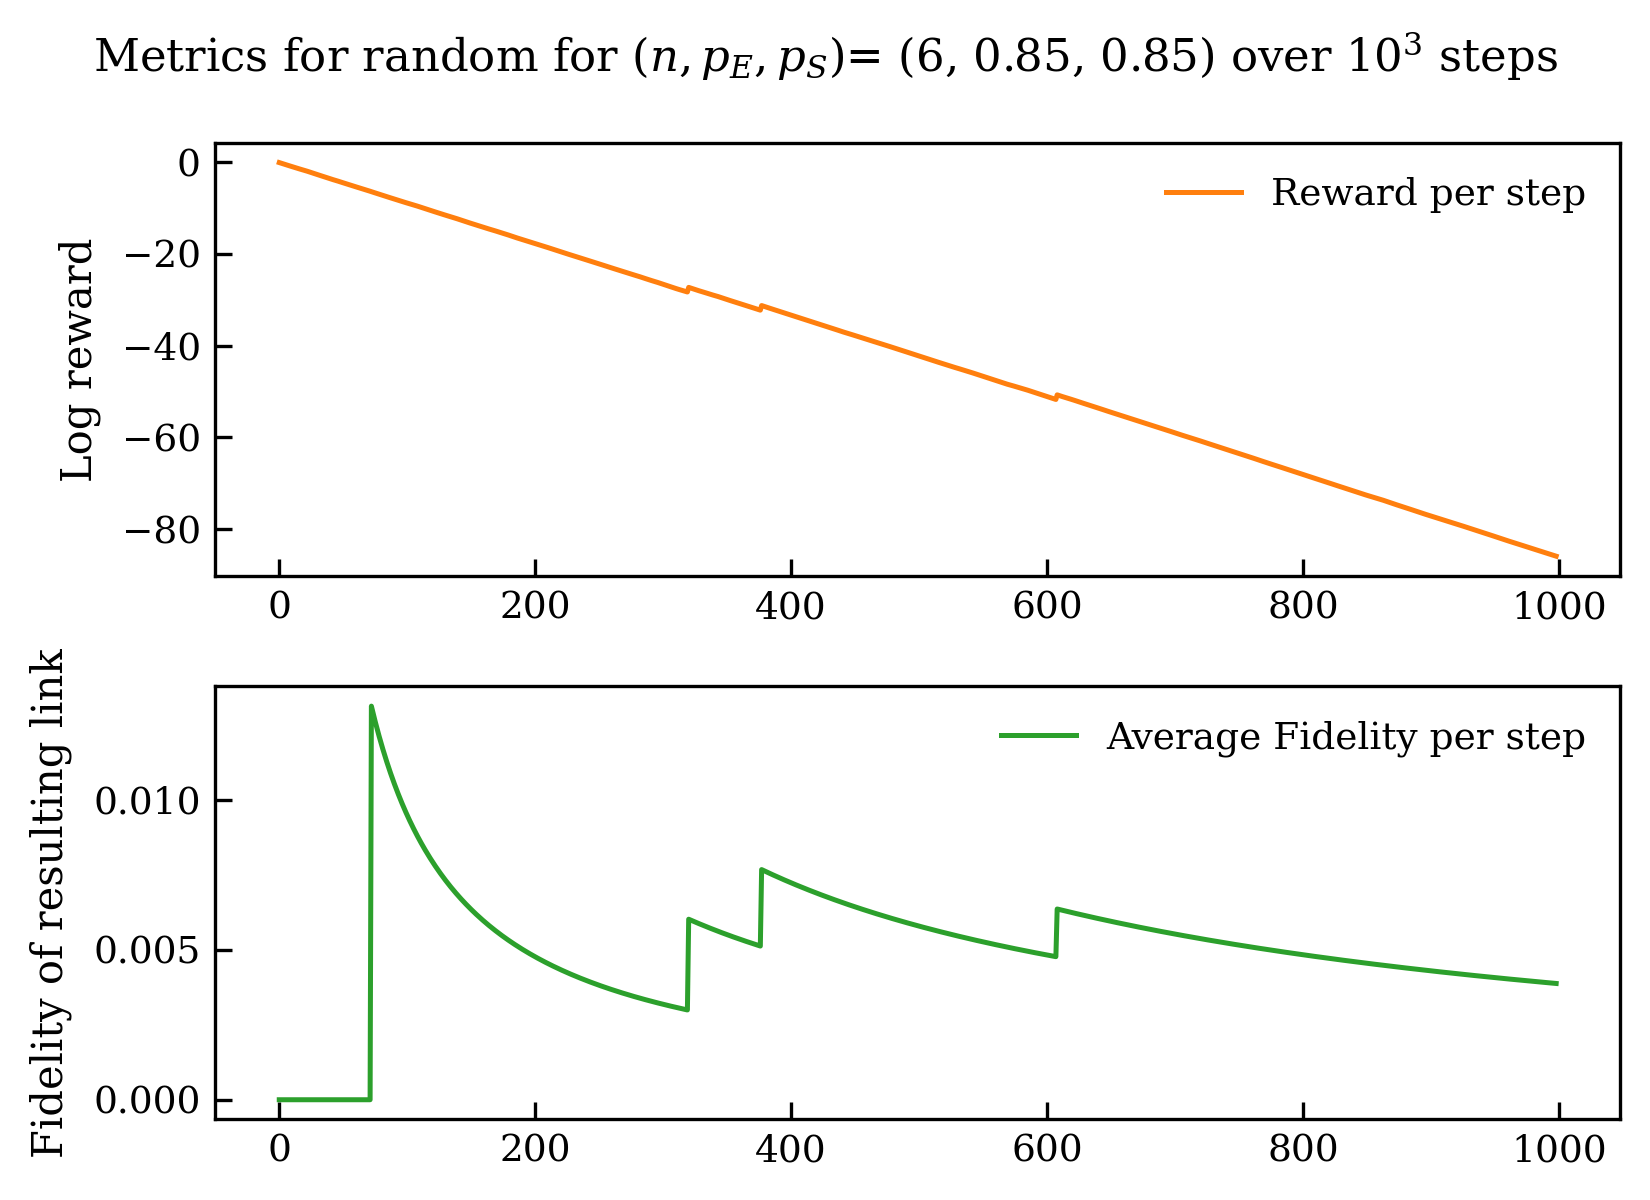 Metrics for random for (n, p_E, p_S)= (6, 0.85, 0.85) over 10³ steps
Log reward
0
−20
−40
−60
−80
Reward per step
0 200 400 600 800 1000
Fidelity of resulting link
0.010
0.005
0.000
Average Fidelity per step
0 200 400 600 800 1000